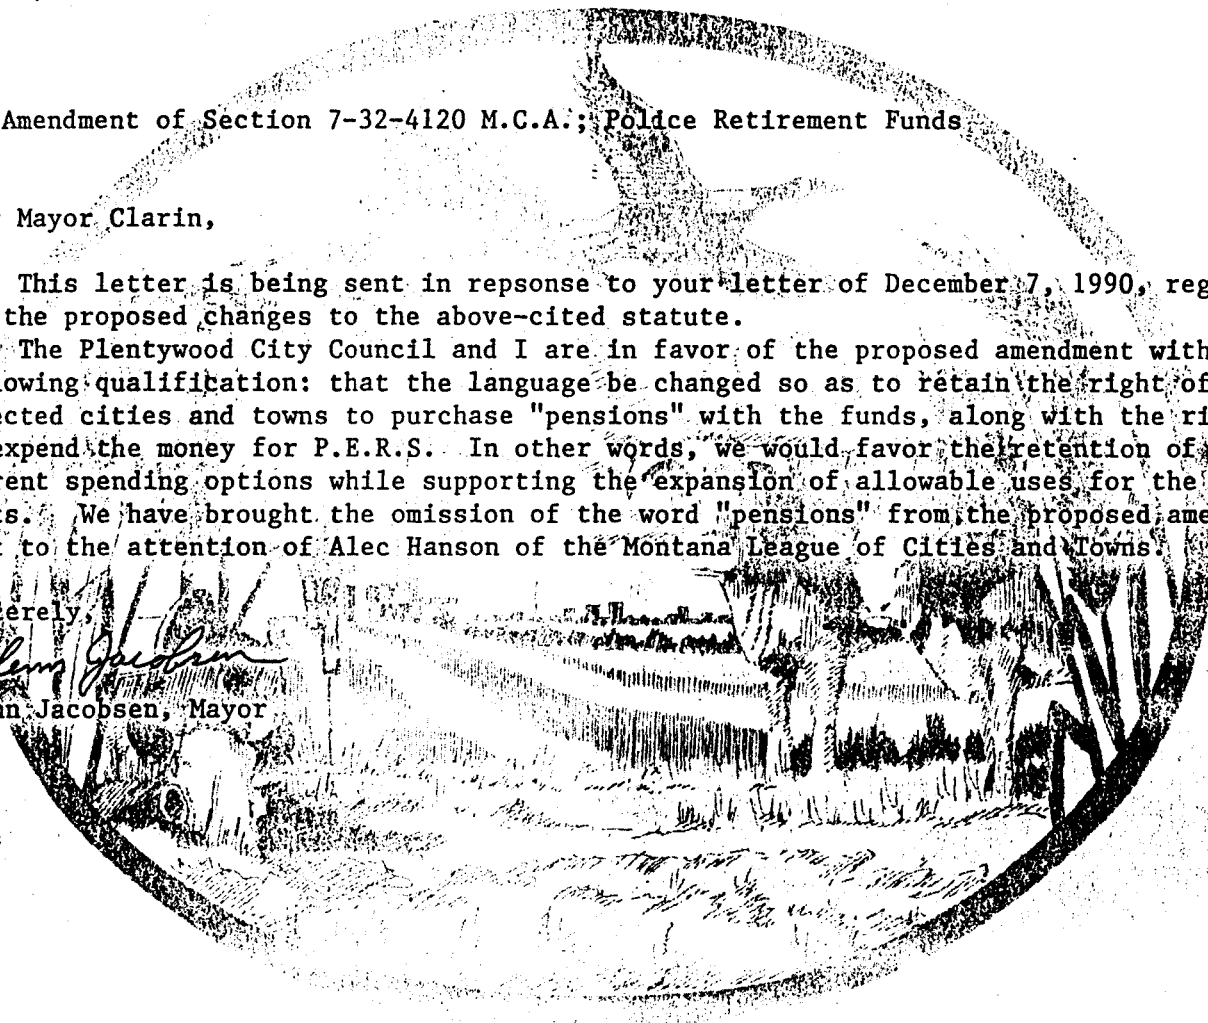 Amendment of Section 7-32-4120 M.C.A.; Police Retirement Funds
Mayor Clarin,
This letter is being sent in repsonse to your letter of December 7, 1990, reg
the proposed changes to the above-cited statute.
The Plentywood City Council and I are in favor of the proposed amendment with
lowing qualification: that the language be changed so as to retain the right of
ected cities and towns to purchase "pensions" with the funds, along with the ri
expend the money for P.E.R.S. In other words, we would favor the retention of
rent spending options while supporting the expansion of allowable uses for the
ts. We have brought the omission of the word "pensions" from the proposed ame
t to the attention of Alec Hanson of the Montana League of Cities and Towns.
erely,
lenn Jacobsen
nn Jacobsen, Mayor